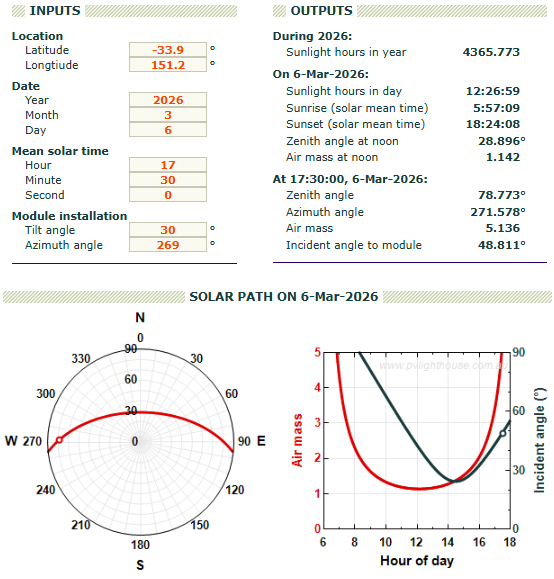 INPUTS
Location
Latitude -33.9 °
Longtiude 151.2 °
Date
Year 2026
Month 3
Day 6
Mean solar time
Hour 17
Minute 30
Second 0
Module installation
Tilt angle 30 °
Azimuth angle 269 °
OUTPUTS
During 2026:
Sunlight hours in year 4365.773
On 6-Mar-2026:
Sunlight hours in day 12:26:59
Sunrise (solar mean time) 5:57:09
Sunset (solar mean time) 18:24:08
Zenith angle at noon 28.896°
Air mass at noon 1.142
At 17:30:00, 6-Mar-2026:
Zenith angle 78.773°
Azimuth angle 271.578°
Air mass 5.136
Incident angle to module 48.811°
SOLAR PATH ON 6-Mar-2026
N
0
330 90 30
300 60 60
30
W 270 0 90 E
240 120
210 150
180
S
www.pvlighthouse.com.au
Air mass
5
4
3
2
1
0
90
60
30
0
Incident angle (°)
6 8 10 12 14 16 18
Hour of day